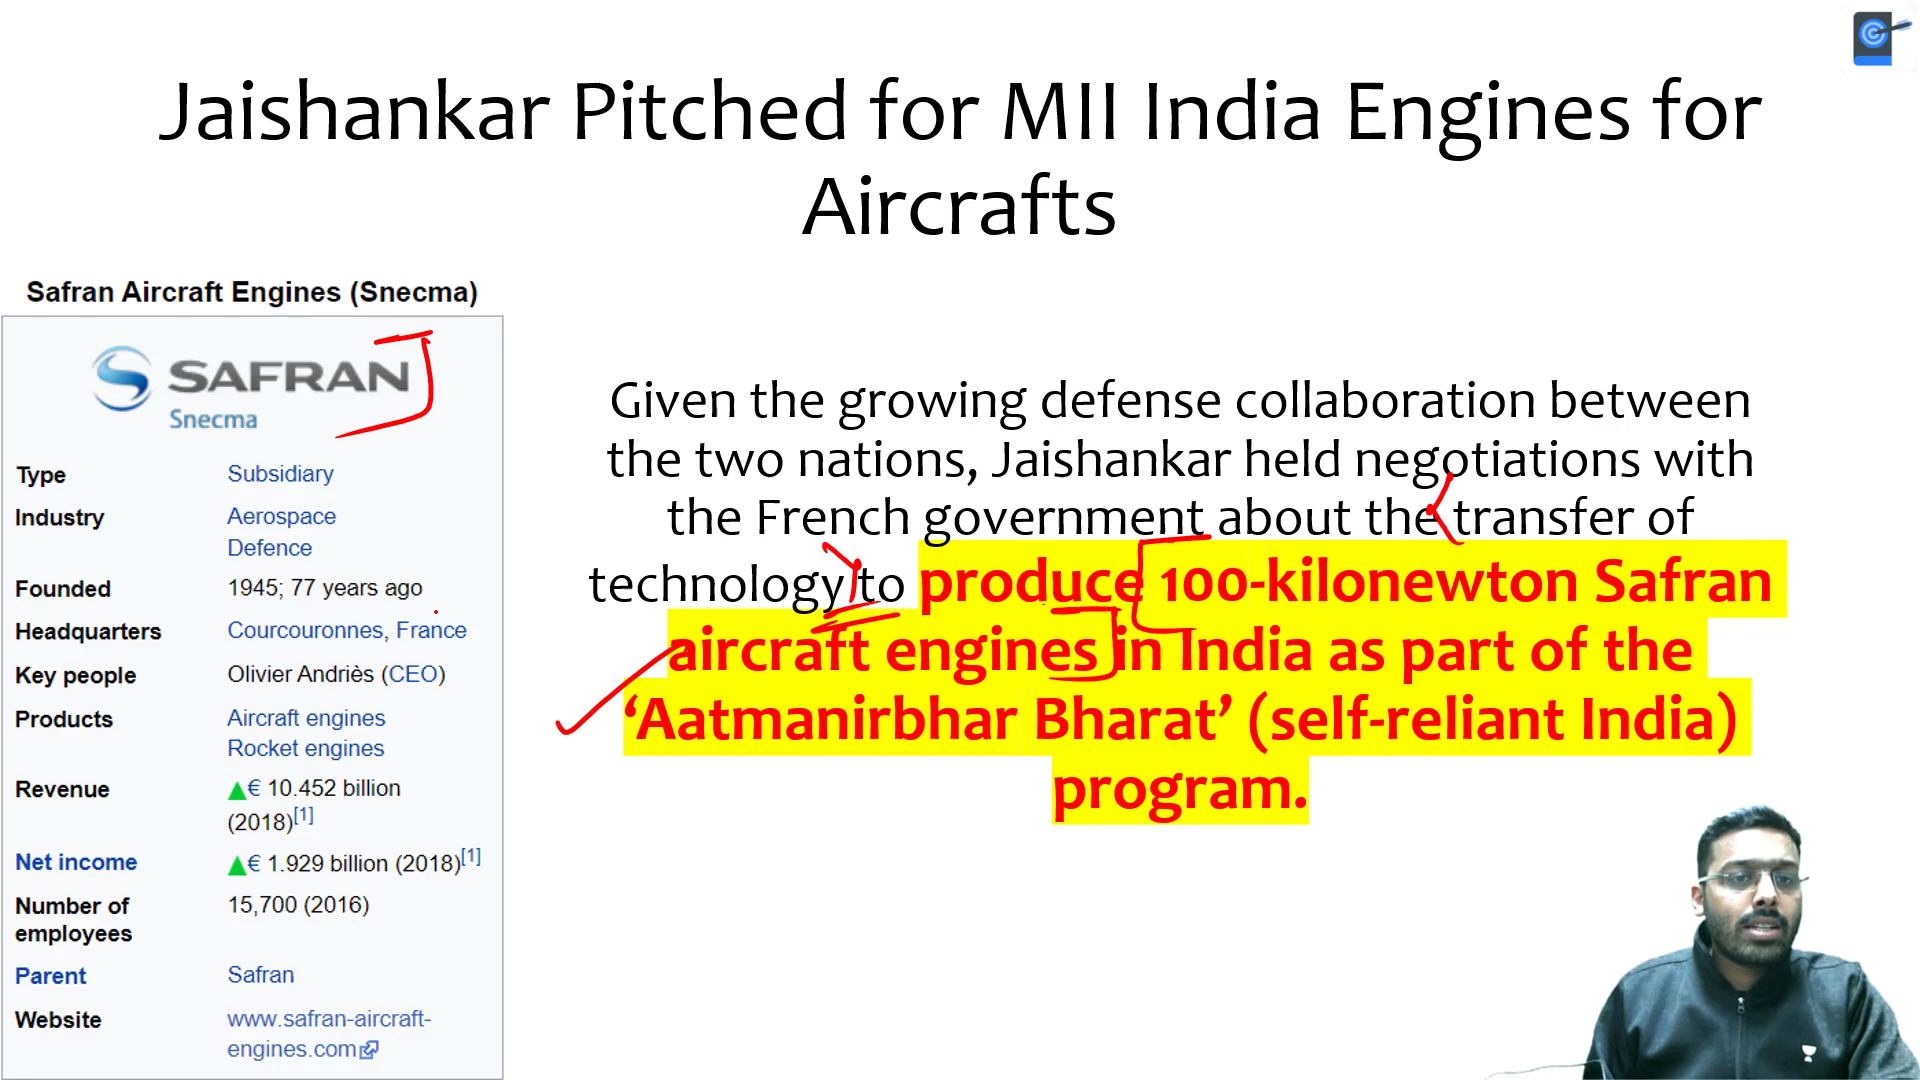 Jaishankar Pitched for MII India Engines for
Aircrafts
Safran Aircraft Engines (Snecma)
SAFRAN
Snecma
Type Subsidiary
Industry Aerospace
Defence
Founded 1945; 77 years ago
Headquarters Courcouronnes, France
Key people Olivier Andriès (CEO)
Products Aircraft engines
Rocket engines
Revenue ▲€ 10.452 billion
(2018)[1]
Net income ▲€ 1.929 billion (2018)[1]
Number of 15,700 (2016)
employees
Parent Safran
Website www.safran-aircraft-
engines.com
Given the growing defense collaboration between
the two nations, Jaishankar held negotiations with
the French government about the transfer of
technology to produce 100-kilonewton Safran
aircraft engines in India as part of the
‘Aatmanirbhar Bharat’ (self-reliant India)
program.